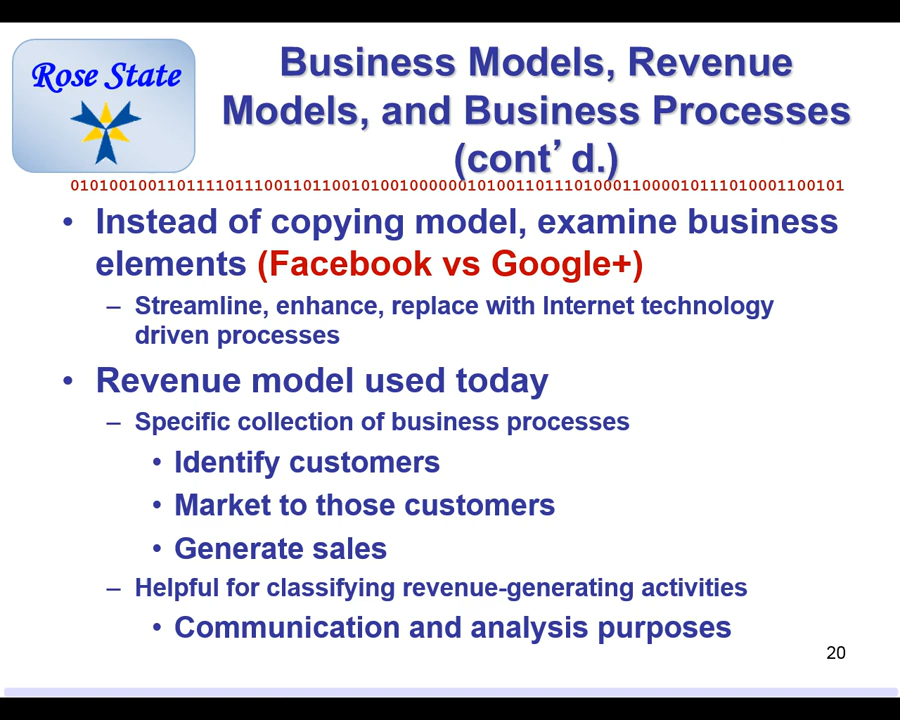 Rose State
Business Models, Revenue
Models, and Business Processes
(cont’d.)
010100100110111101110011011001010010000001010011011101000110000101110100011001​01
• Instead of copying model, examine business
elements (Facebook vs Google+)
– Streamline, enhance, replace with Internet technology
driven processes
• Revenue model used today
– Specific collection of business processes
• Identify customers
• Market to those customers
• Generate sales
– Helpful for classifying revenue-generating activities
• Communication and analysis purposes
20